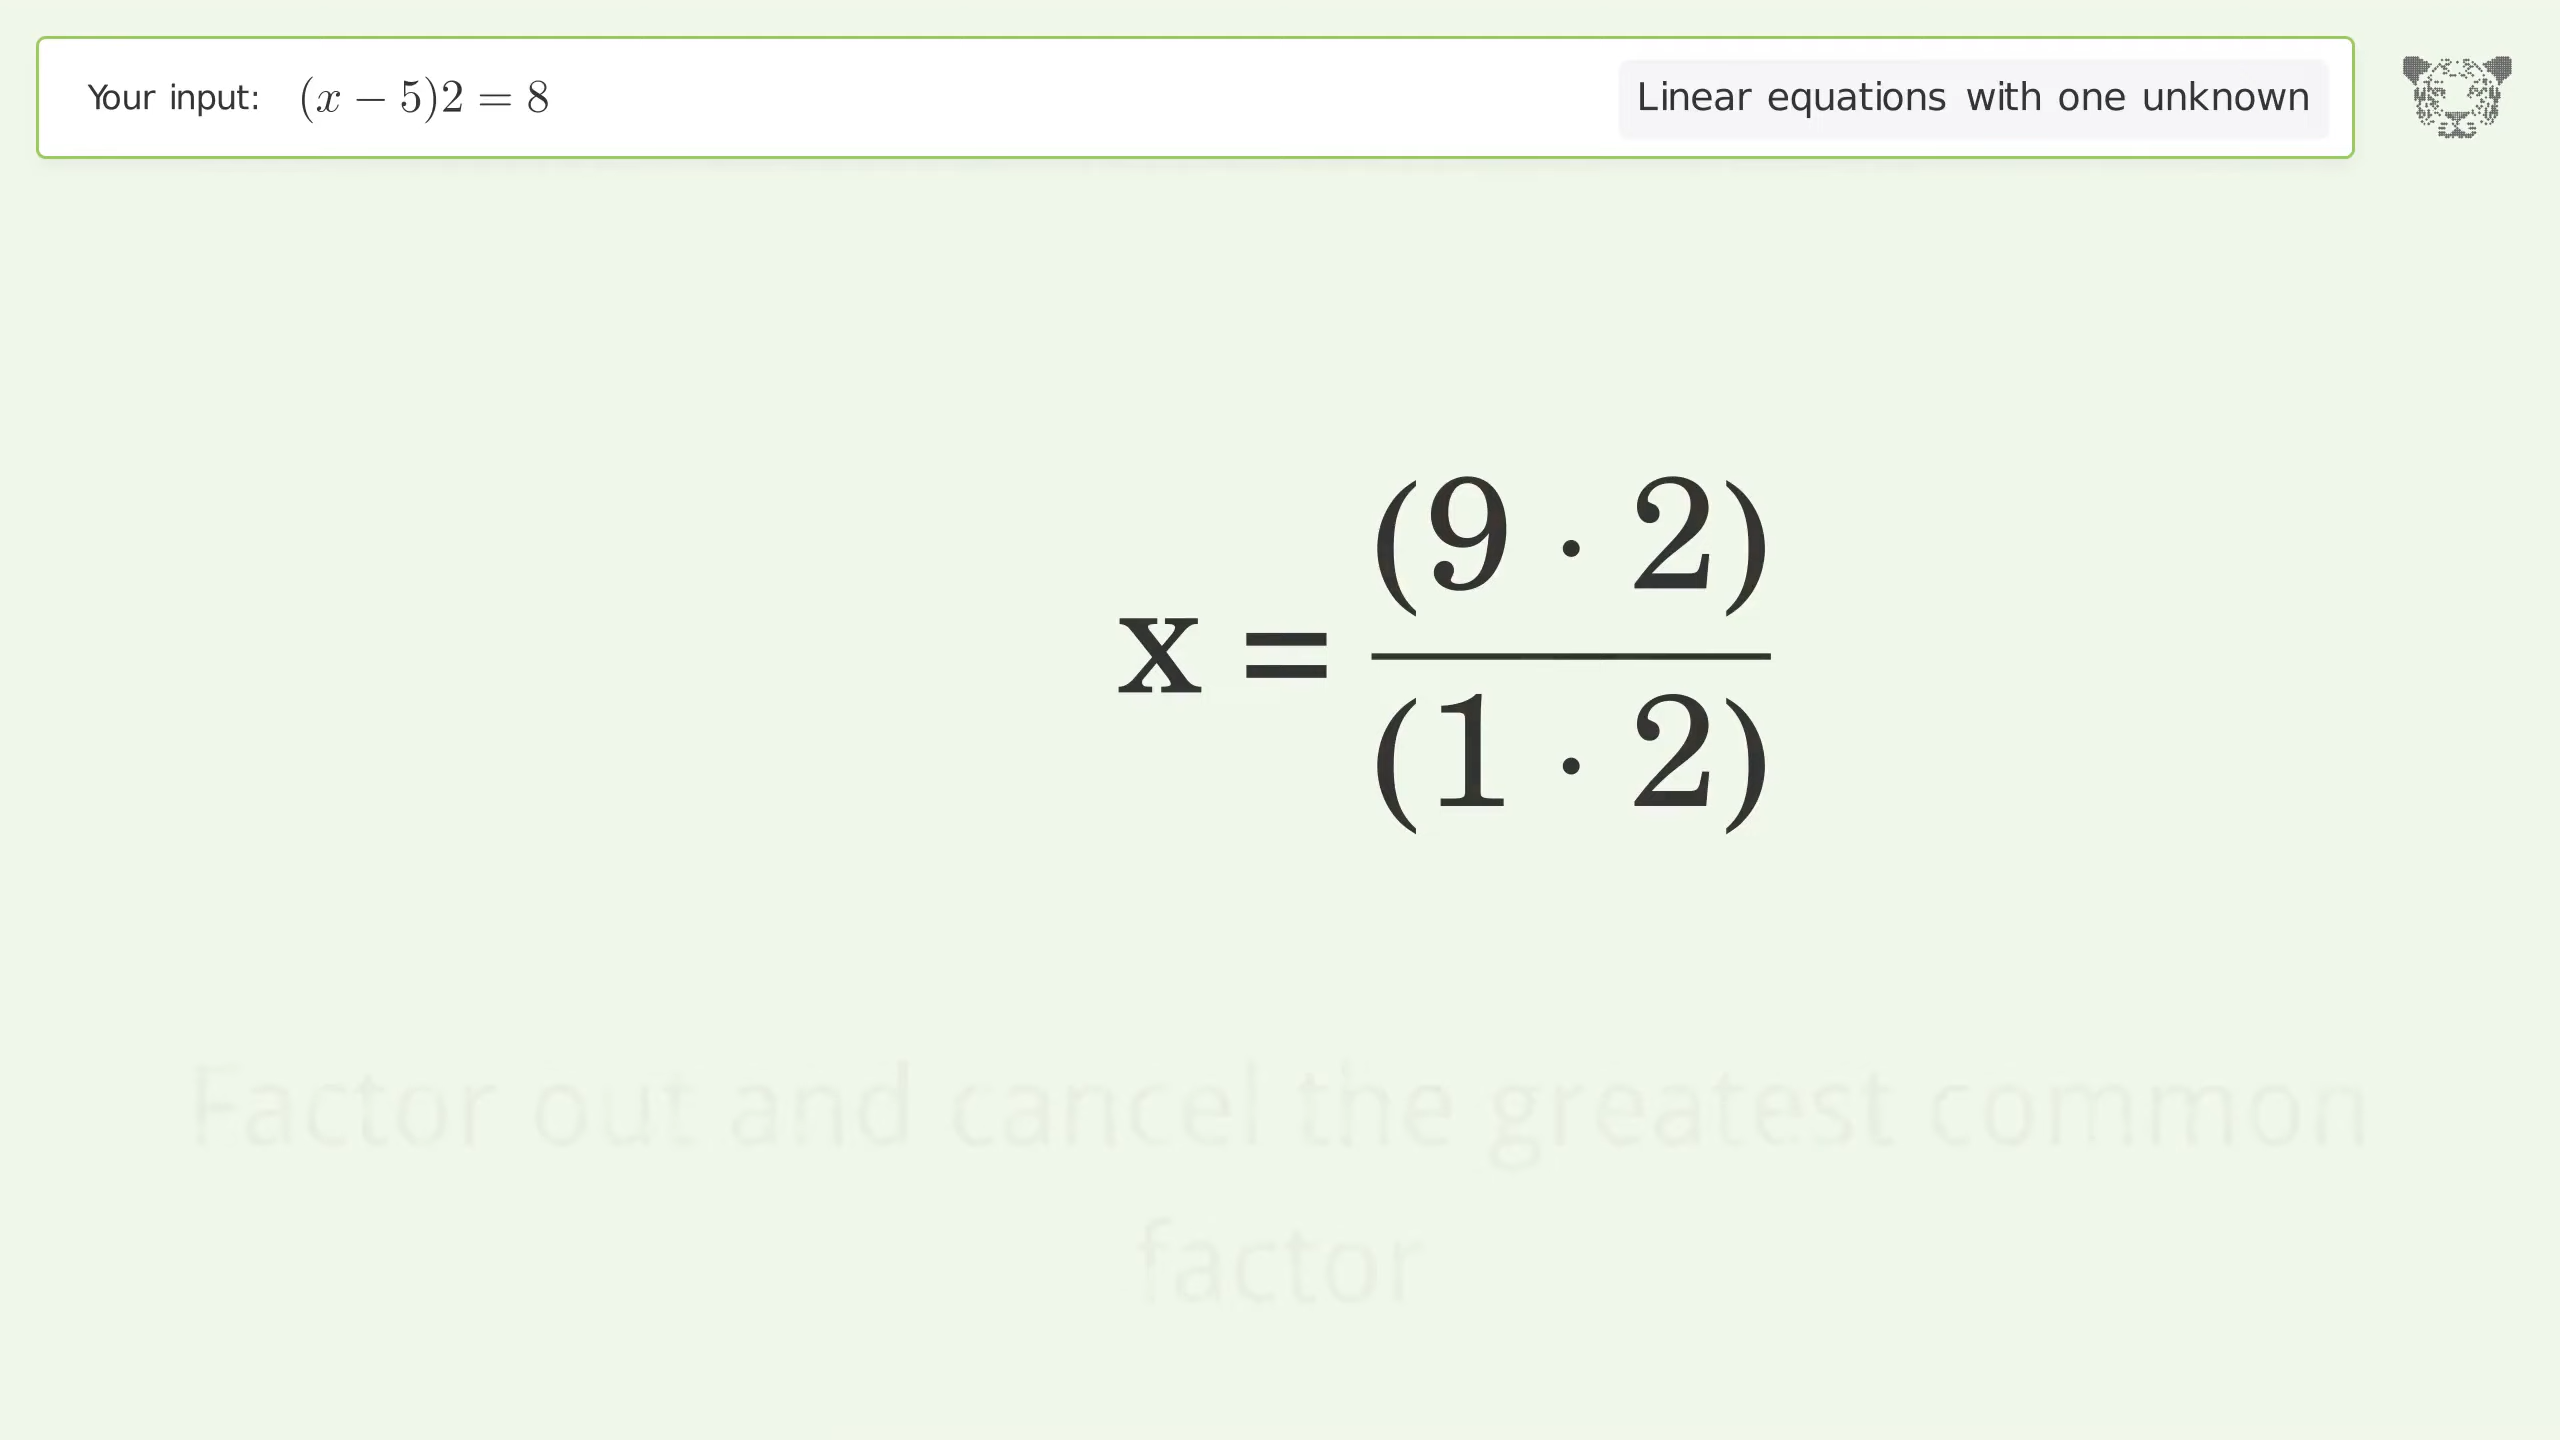 Your input: (x − 5)2 = 8
Linear equations with one unknown
x = (9 · 2) / (1 · 2)
Factor out and cancel the greatest common
factor